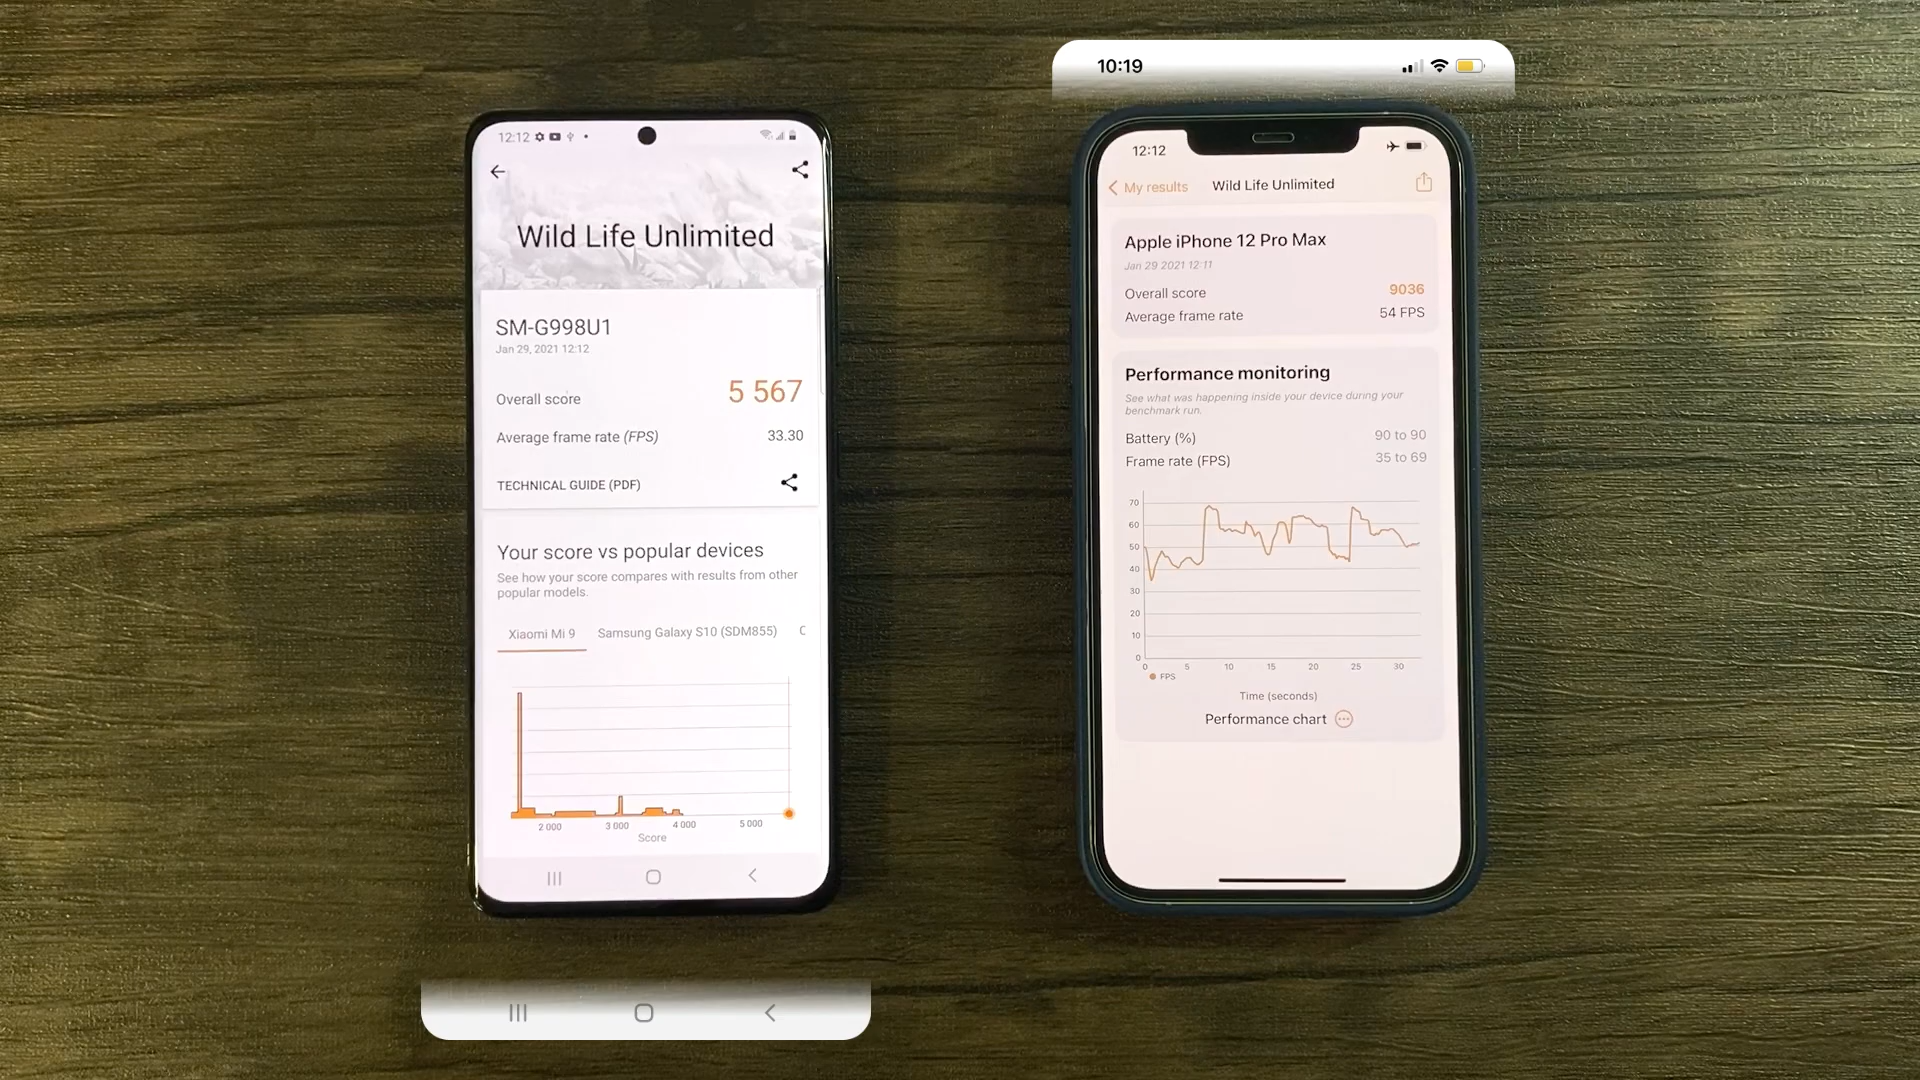 12:12
Wild Life Unlimited
SM-G998U1
Jan 29, 2021 12:12
Overall score
5 567
Average frame rate (FPS)
33.30
TECHNICAL GUIDE (PDF)
Your score vs popular devices
See how your score compares with results from other
popular models.
Xiaomi Mi 9
Samsung Galaxy S10 (SDM855)
C
2 000
3 000
4 000
5 000
Score
10:19
12:12
My results
Wild Life Unlimited
Apple iPhone 12 Pro Max
Jan 29 2021 12:11
Overall score
9036
Average frame rate
54 FPS
Performance monitoring
See what was happening inside your device during your
benchmark run.
Battery (%)
90 to 90
Frame rate (FPS)
35 to 69
70
60
50
40
30
20
10
0
0 5 10 15 20 25 30
FPS
Time (seconds)
Performance chart